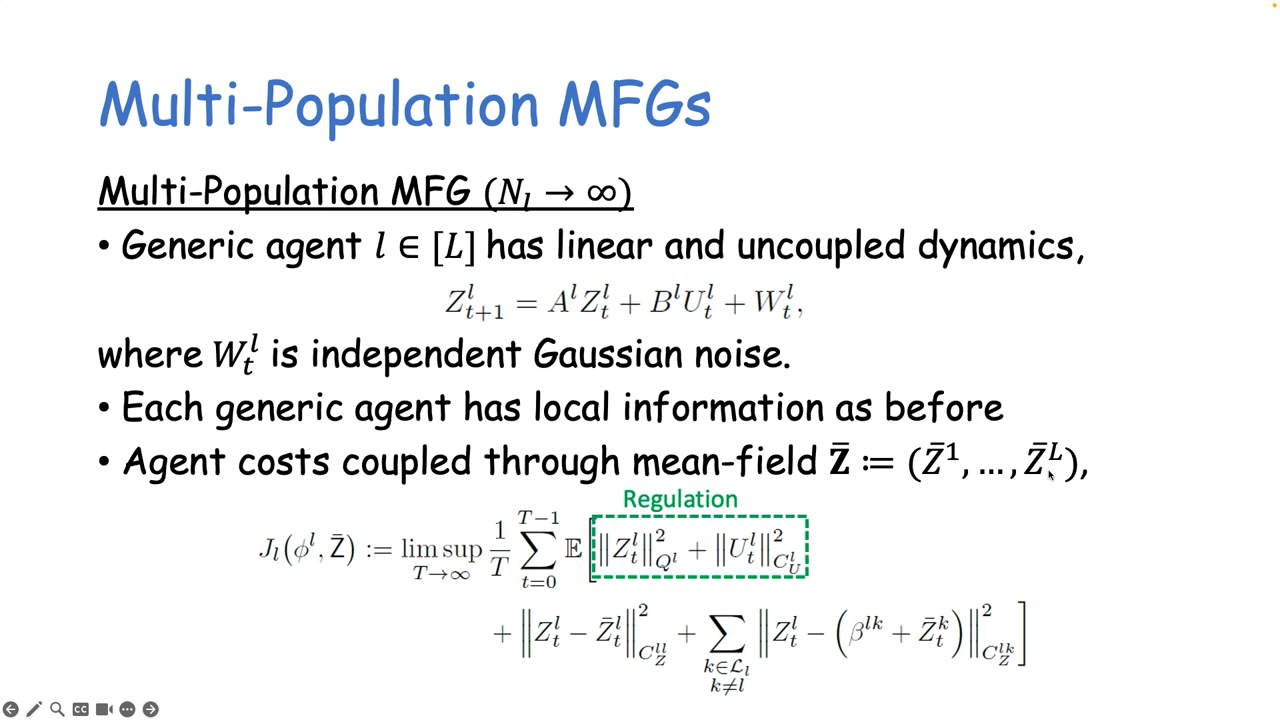 Multi-Population MFGs
Multi-Population MFG (N_l → ∞)
• Generic agent l ∈ [L] has linear and uncoupled dynamics,
Z^l_{t+1} = A^l Z^l_t + B^l U^l_t + W^l_t,
where W^l_t is independent Gaussian noise.
• Each generic agent has local information as before
• Agent costs coupled through mean-field Z̄ ≔ (Z̄^1, …, Z̄^L),
Regulation
J_l(ϕ^l, Z̄) := lim sup_{T→∞} 1/T ∑_{t=0}^{T−1} 𝔼[‖Z^l_t‖^2_{Q^l} + ‖U^l_t‖^2_{C^l_U}
+ ‖Z^l_t − Z̄^l_t‖^2_{C^{ll}_Z} + ∑_{k∈ℒ_l k≠l} ‖Z^l_t − (β^{lk} + Z̄^k_t)‖^2_{C^{lk}_Z}]
CC